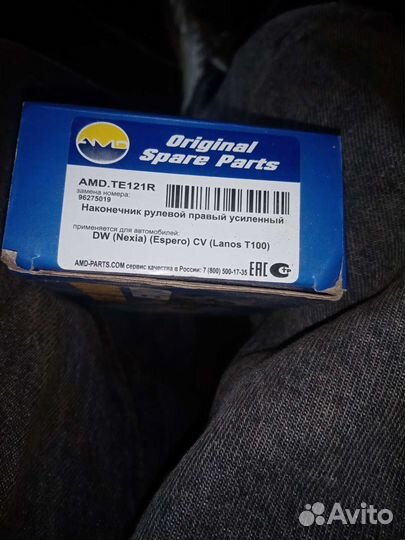 AMD
Original
Spare Parts
AMD.TE121R
замена номера:
96275019
Наконечник рулевой правый усиленный
применяется для автомобилей:
DW (Nexia) (Espero) CV (Lanos T100)
AMD-PARTS.COM сервис качества в России: 7 (800) 500-17-35
EAC
Avito